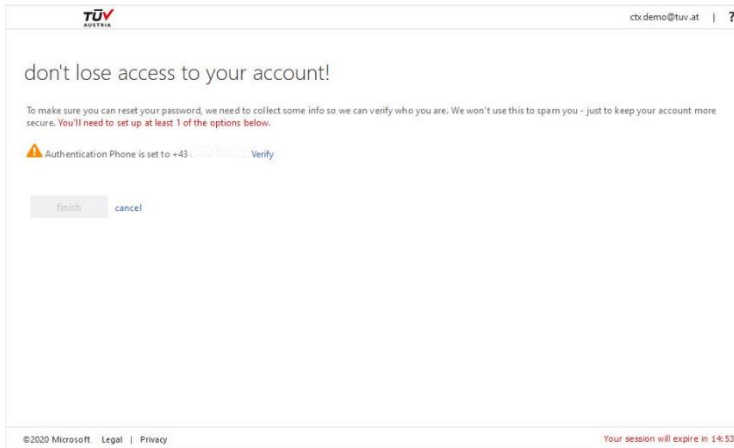 TÜV
AUSTRIA
ctxdemo@tuv.at | ?
don't lose access to your account!
To make sure you can reset your password, we need to collect some info so we can verify who you are. We won't use this to spam you - just to keep your account more
secure. You'll need to set up at least 1 of the options below.
Authentication Phone is set to +43 Verify
finish cancel
©2020 Microsoft Legal | Privacy
Your session will expire in 14:53